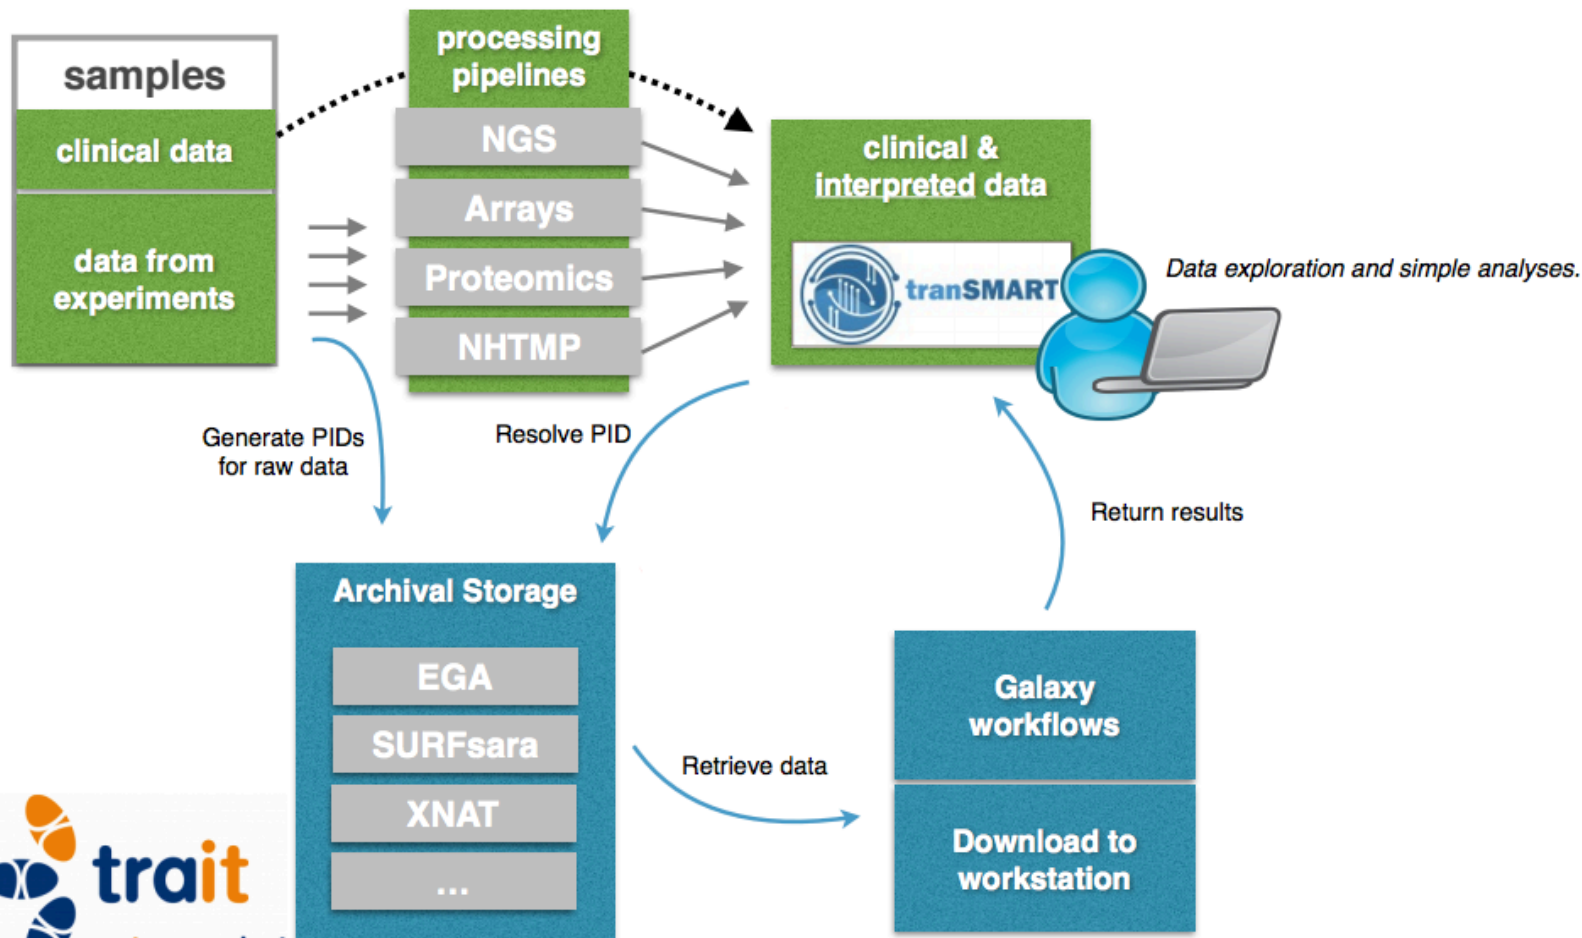 samples
clinical data
data from
experiments
processing
pipelines
NGS
Arrays
Proteomics
NHTMP
clinical &
interpreted data
tranSMART
Data exploration and simple analyses.
Generate PIDs
for raw data
Resolve PID
Return results
Archival Storage
EGA
SURFsara
XNAT
...
Retrieve data
Galaxy
workflows
Download to
workstation
trait